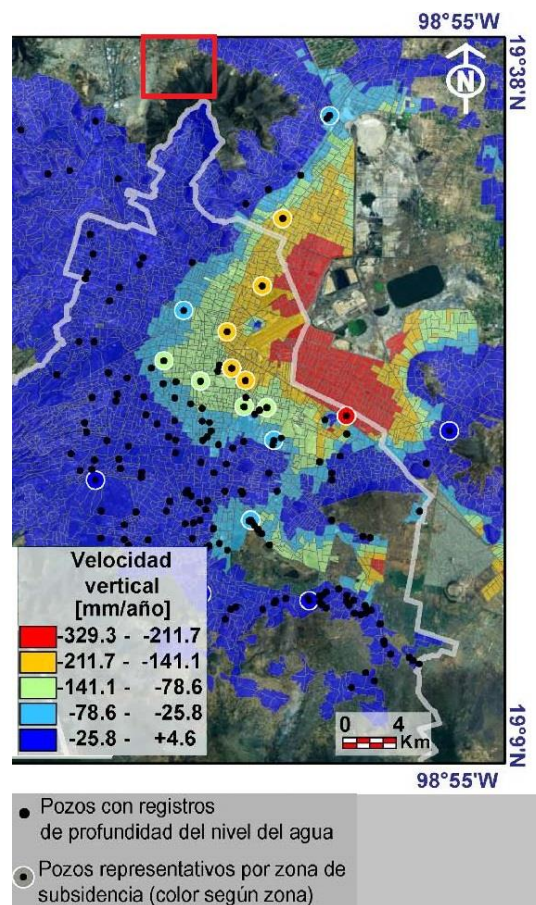 98°55'W
19°38'N
N
Velocidad
vertical
[mm/año]
-329.3 - -211.7
-211.7 - -141.1
-141.1 - -78.6
-78.6 - -25.8
-25.8 - +4.6
0 4
Km
19°9'N
98°55'W
Pozos con registros
de profundidad del nivel del agua
Pozos representativos por zona de
subsidencia (color según zona)